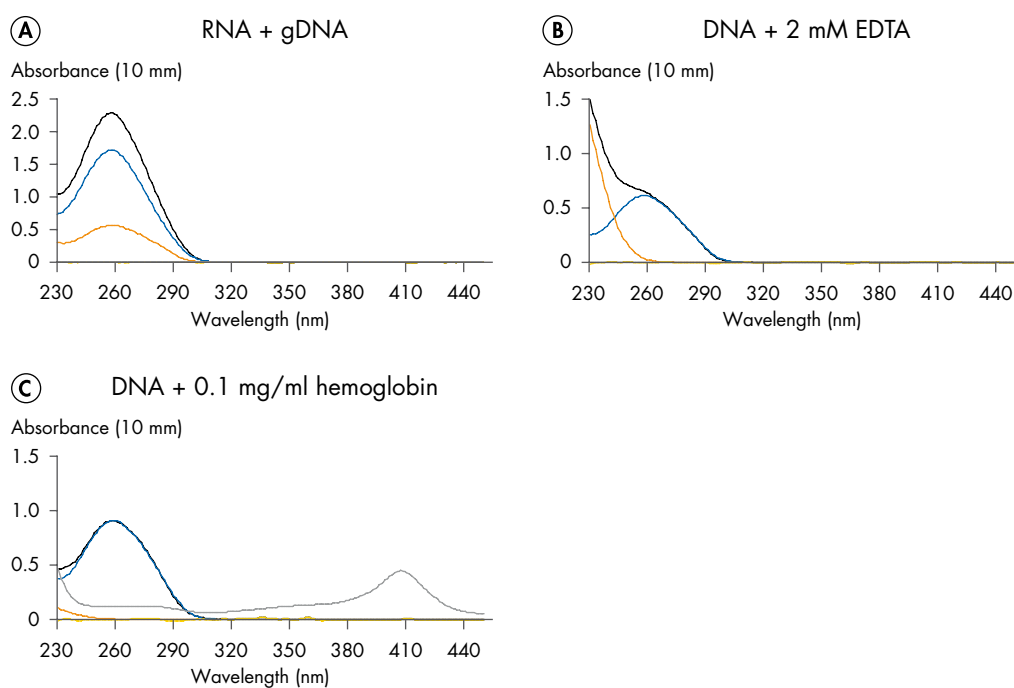 A RNA + gDNA
Absorbance (10 mm)
2.5
2.0
1.5
1.0
0.5
0
230 260 290 320 350 380 410 440
Wavelength (nm)
B DNA + 2 mM EDTA
Absorbance (10 mm)
1.5
1.0
0.5
0
230 260 290 320 350 380 410 440
Wavelength (nm)
C DNA + 0.1 mg/ml hemoglobin
Absorbance (10 mm)
1.5
1.0
0.5
0
230 260 290 320 350 380 410 440
Wavelength (nm)